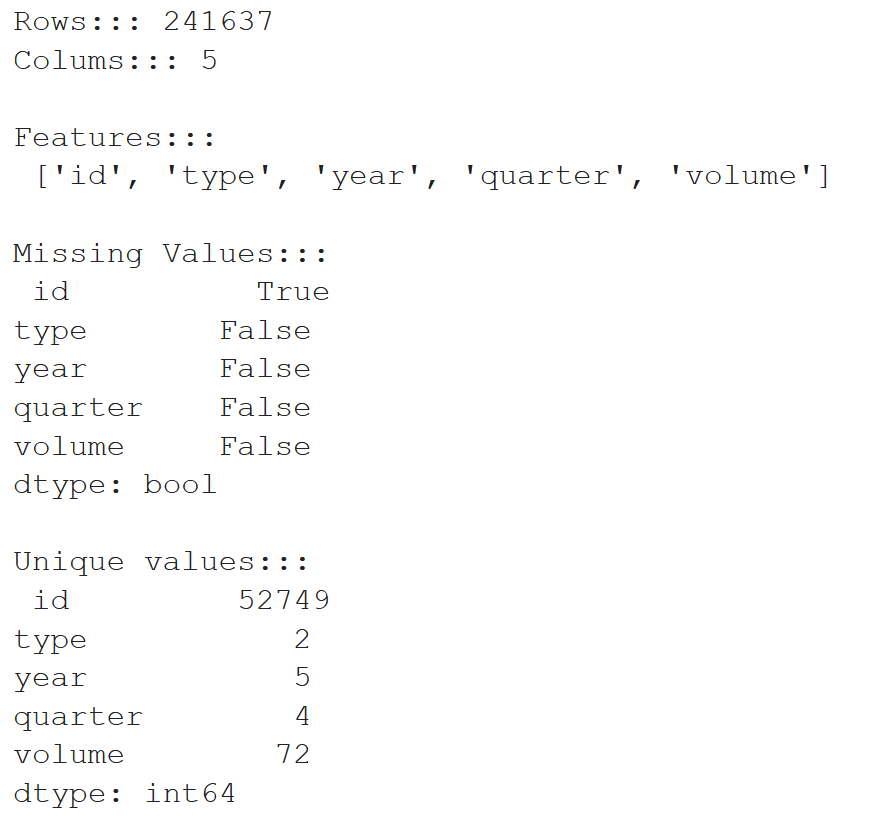 Rows::: 241637
Colums::: 5
Features:::
['id', 'type', 'year', 'quarter', 'volume']
Missing Values:::
id True
type False
year False
quarter False
volume False
dtype: bool
Unique values:::
id 52749
type 2
year 5
quarter 4
volume 72
dtype: int64